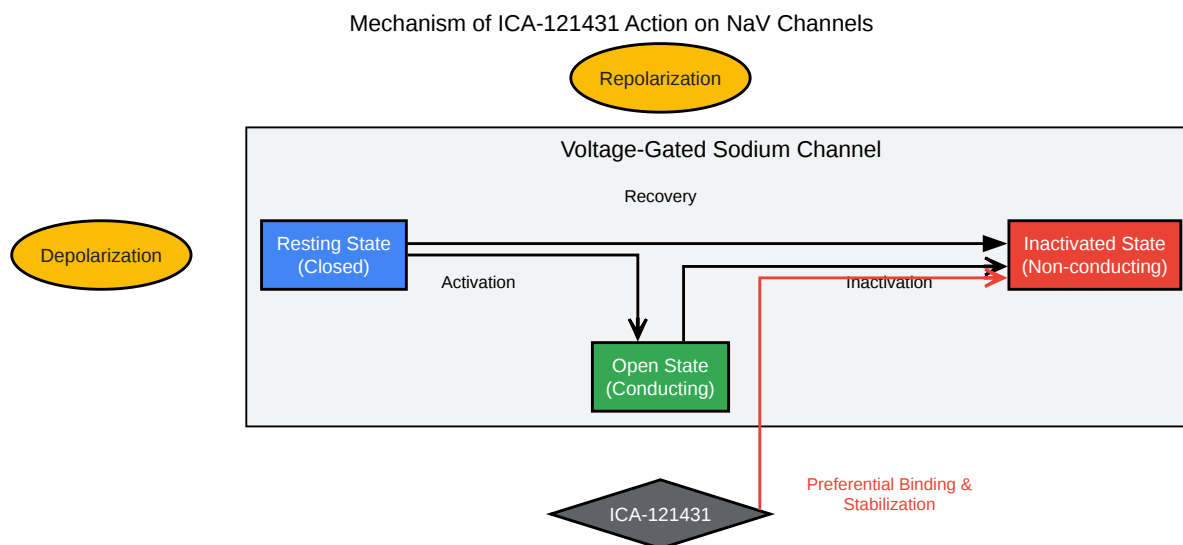 Mechanism of ICA-121431 Action on NaV Channels
Repolarization
Voltage-Gated Sodium Channel
Recovery
Depolarization
Resting State
(Closed)
Inactivated State
(Non-conducting)
Activation
Inactivation
Open State
(Conducting)
Preferential Binding &
Stabilization
ICA-121431